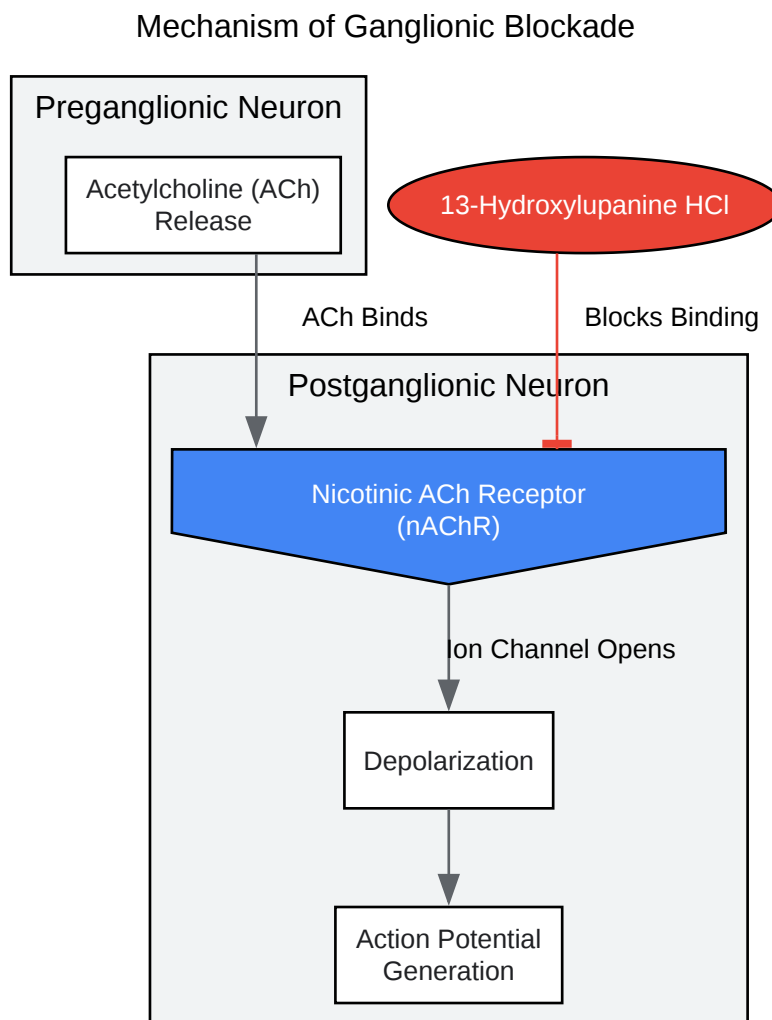 Mechanism of Ganglionic Blockade
Preganglionic Neuron
Acetylcholine (ACh)
Release
13-Hydroxylupanine HCl
ACh Binds
Blocks Binding
Postganglionic Neuron
Nicotinic ACh Receptor
(nAChR)
Ion Channel Opens
Depolarization
Action Potential
Generation